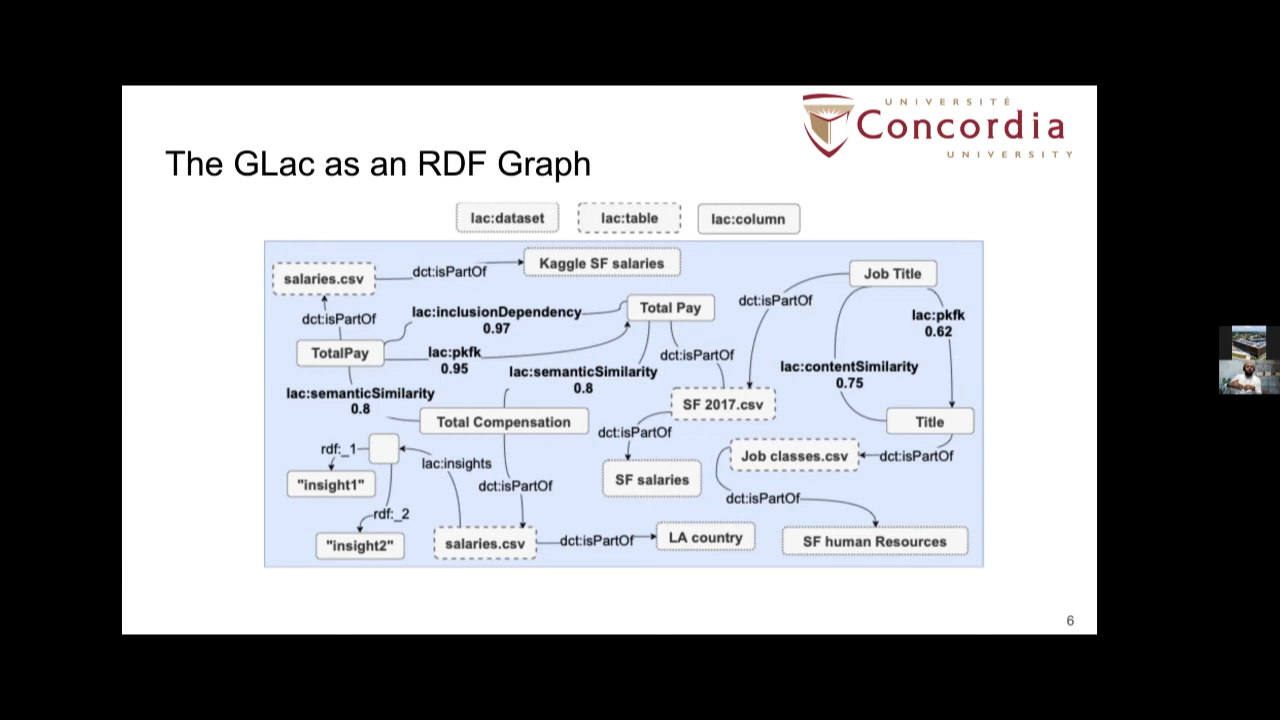 UNIVERSITÉ
Concordia
UNIVERSITY
The GLac as an RDF Graph
lac:dataset
lac:table
lac:column
salaries.csv
dct:isPartOf
Kaggle SF salaries
Job Title
dct:isPartOf
Total Pay
dct:isPartOf
lac:inclusionDependency
0.97
lac:pkfk
0.62
TotalPay
lac:pkfk
0.95
dct:isPartOf
lac:semanticSimilarity
0.8
lac:contentSimilarity
0.75
lac:semanticSimilarity
0.8
SF 2017.csv
Total Compensation
dct:isPartOf
Title
rdf:_1
lac:insights
Job classes.csv
dct:isPartOf
"insight1"
dct:isPartOf
SF salaries
dct:isPartOf
rdf:_2
"insight2"
salaries.csv
dct:isPartOf
LA country
SF human Resources
6